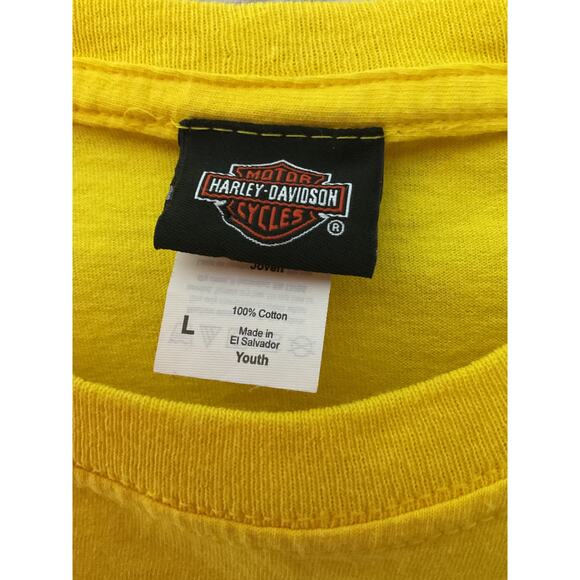 MOTOR
HARLEY-DAVIDSON
CYCLES
®
Joven
100% Cotton
L
Made in
El Salvador
Youth